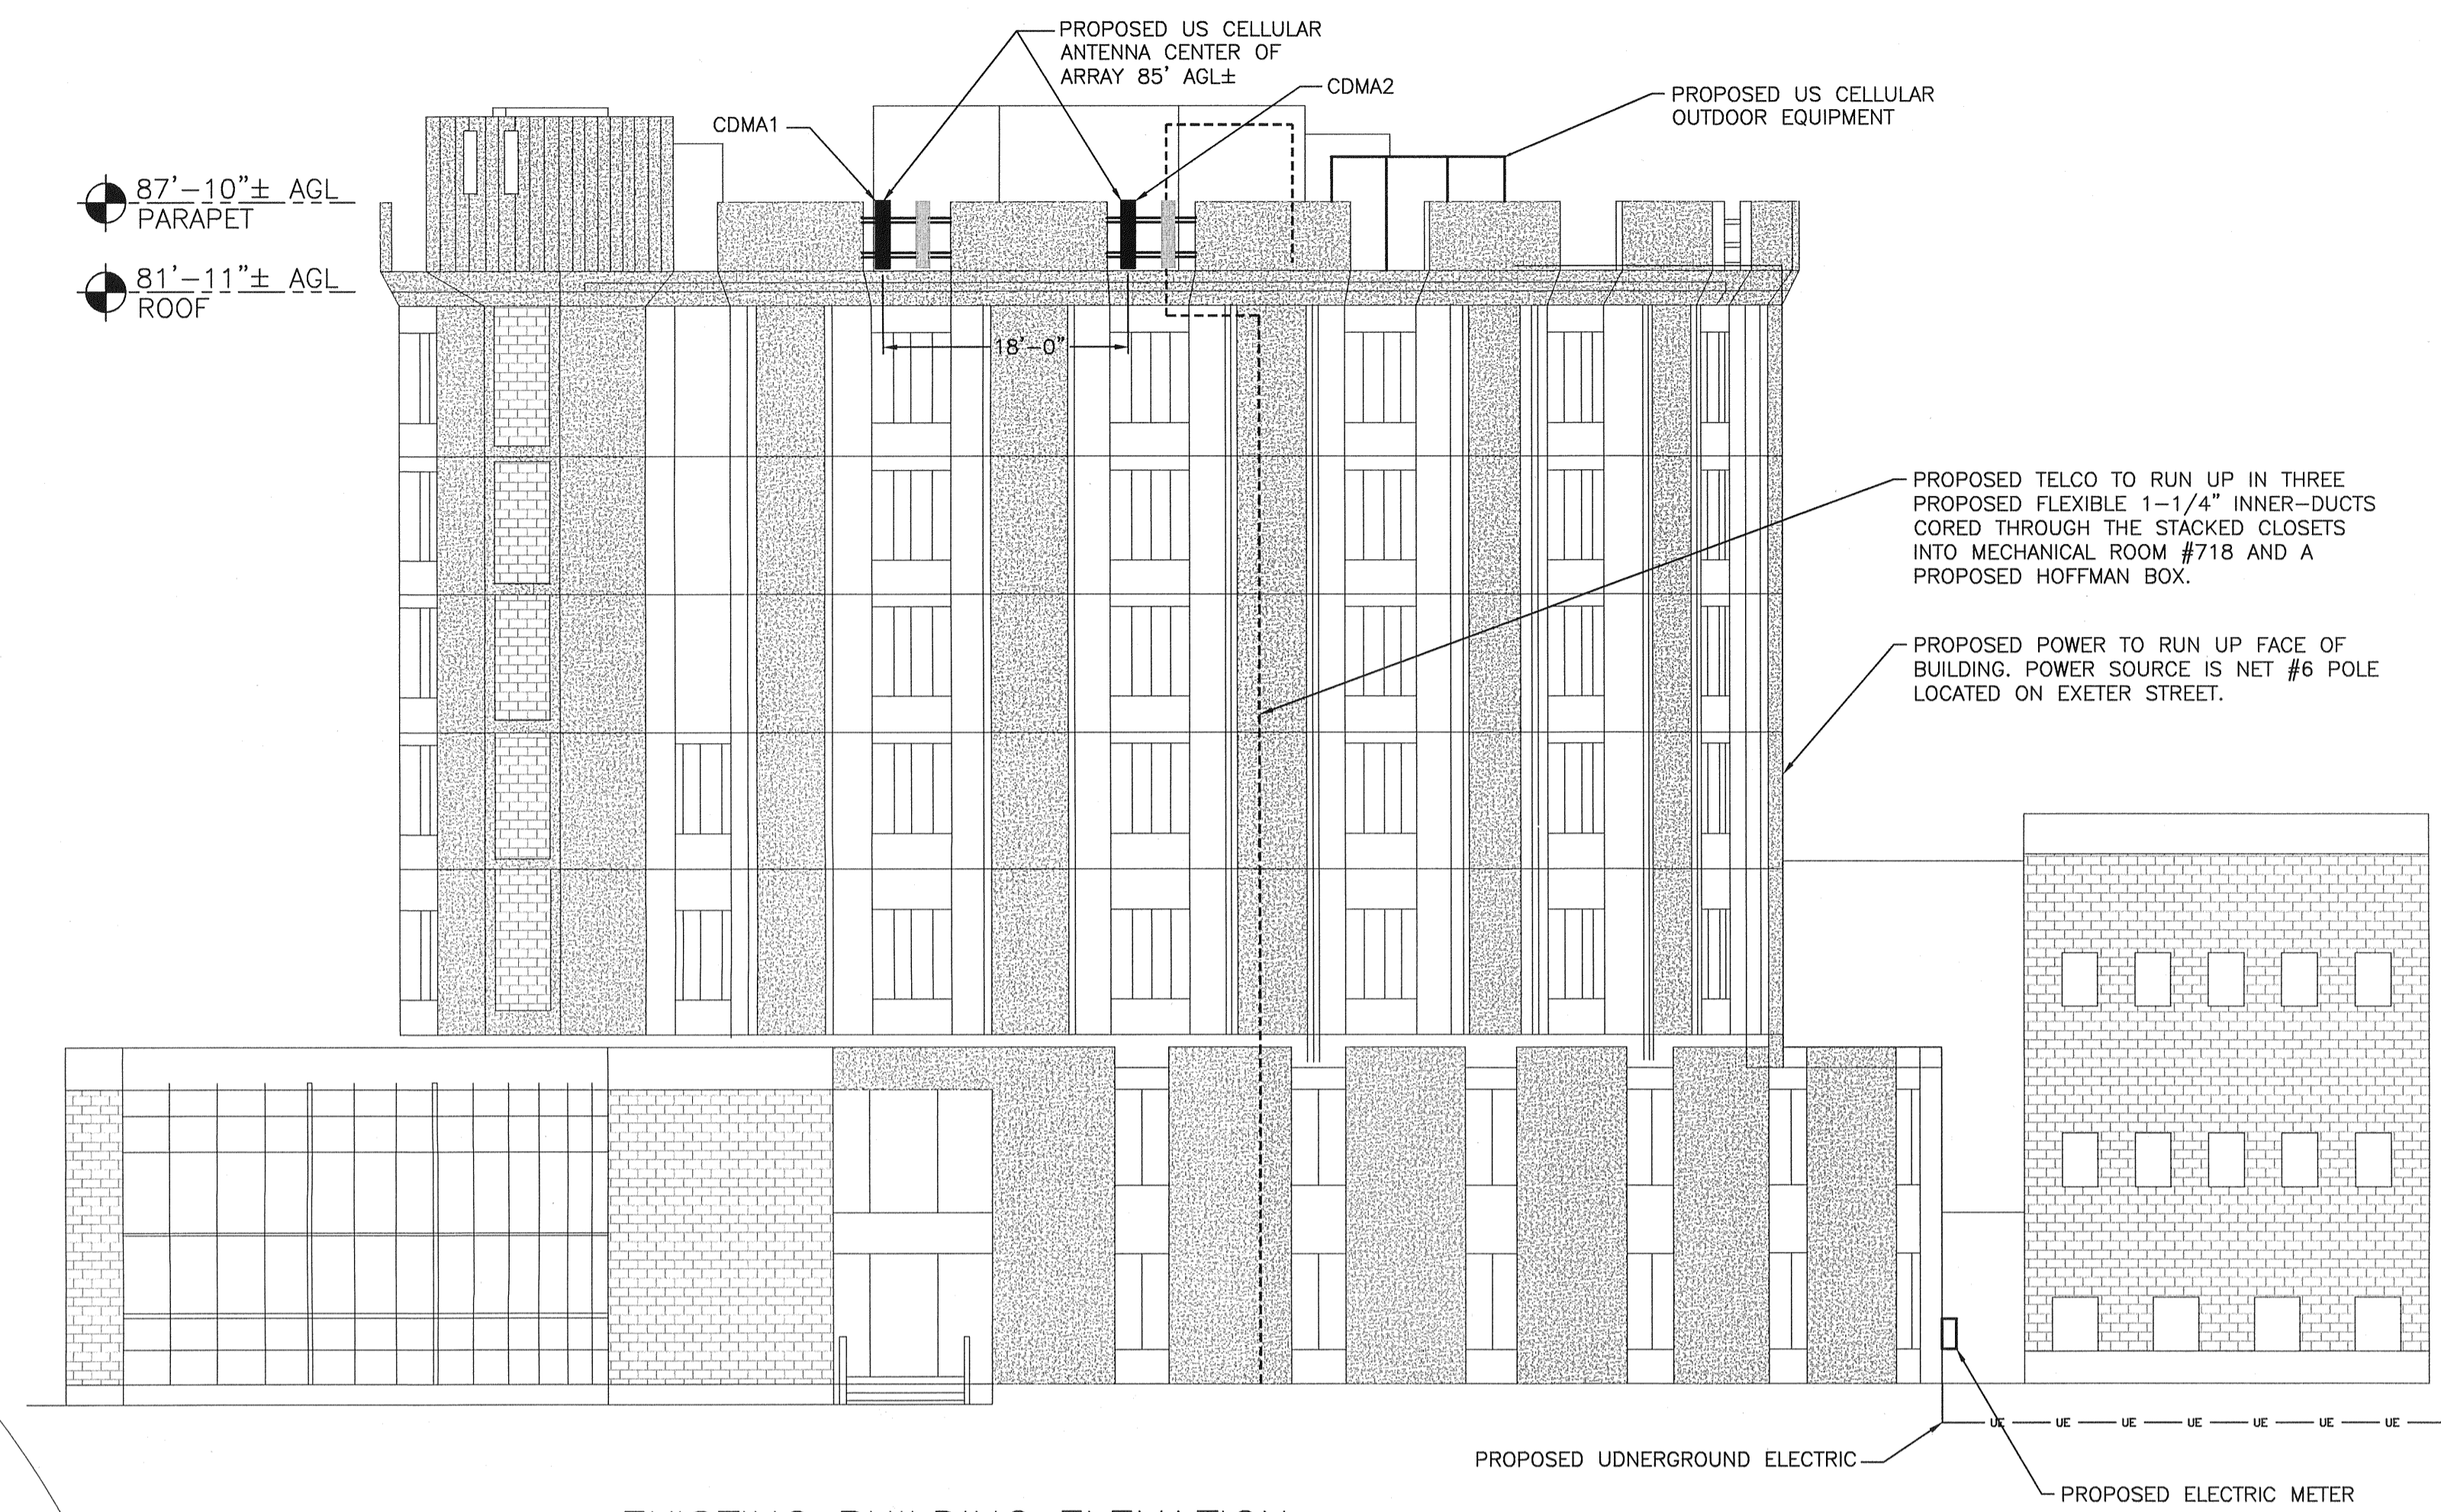 PROPOSED US CELLULAR
ANTENNA CENTER OF
ARRAY 85' AGL±
CDMA2
CDMA1
PROPOSED US CELLULAR
OUTDOOR EQUIPMENT
87'-10"± AGL
PARAPET
81'-11"± AGL
ROOF
18'-0"
PROPOSED TELCO TO RUN UP IN THREE
PROPOSED FLEXIBLE 1-1/4" INNER-DUCTS
CORED THROUGH THE STACKED CLOSETS
INTO MECHANICAL ROOM #718 AND A
PROPOSED HOFFMAN BOX.
PROPOSED POWER TO RUN UP FACE OF
BUILDING. POWER SOURCE IS NET #6 POLE
LOCATED ON EXETER STREET.
UE UE UE UE UE UE UE
PROPOSED UDNERGROUND ELECTRIC
PROPOSED ELECTRIC METER